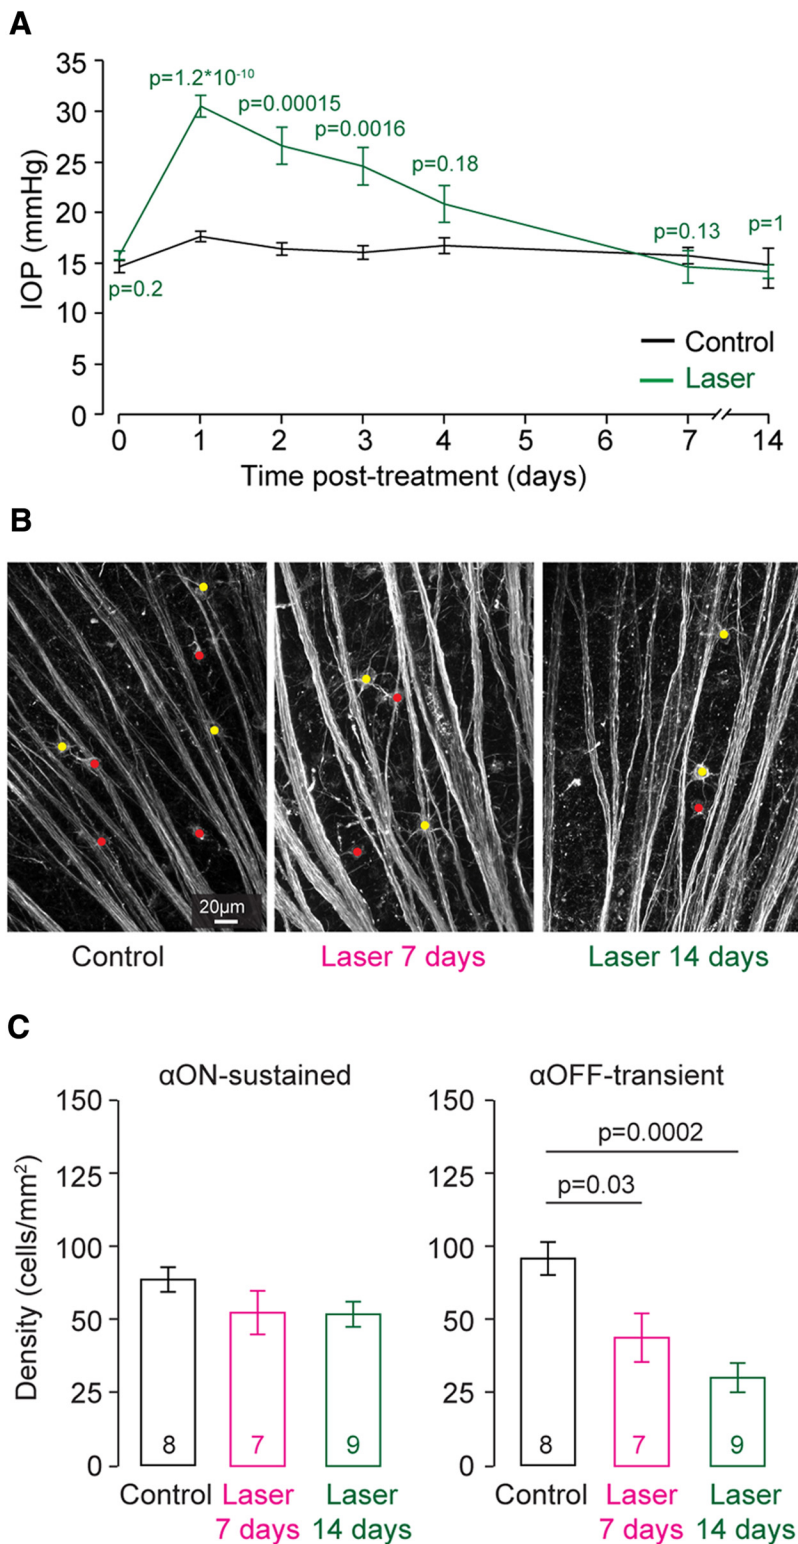 A
35
30
25
20
15
10
5
0
IOP (mmHg)
p=1.2*10⁻¹⁰
p=0.00015
p=0.0016
p=0.18
p=0.13
p=1
p=0.2
Control
Laser
0 1 2 3 4 5 6 7 14
Time post-treatment (days)
B
20μm
Control
Laser 7 days
Laser 14 days
C
αON-sustained
150
125
100
50
25
0
Density (cells/mm²)
8
7
9
Control
Laser
7 days
Laser
14 days
αOFF-transient
150
125
100
50
25
0
p=0.0002
p=0.03
8
7
9
Control
Laser
7 days
Laser
14 days